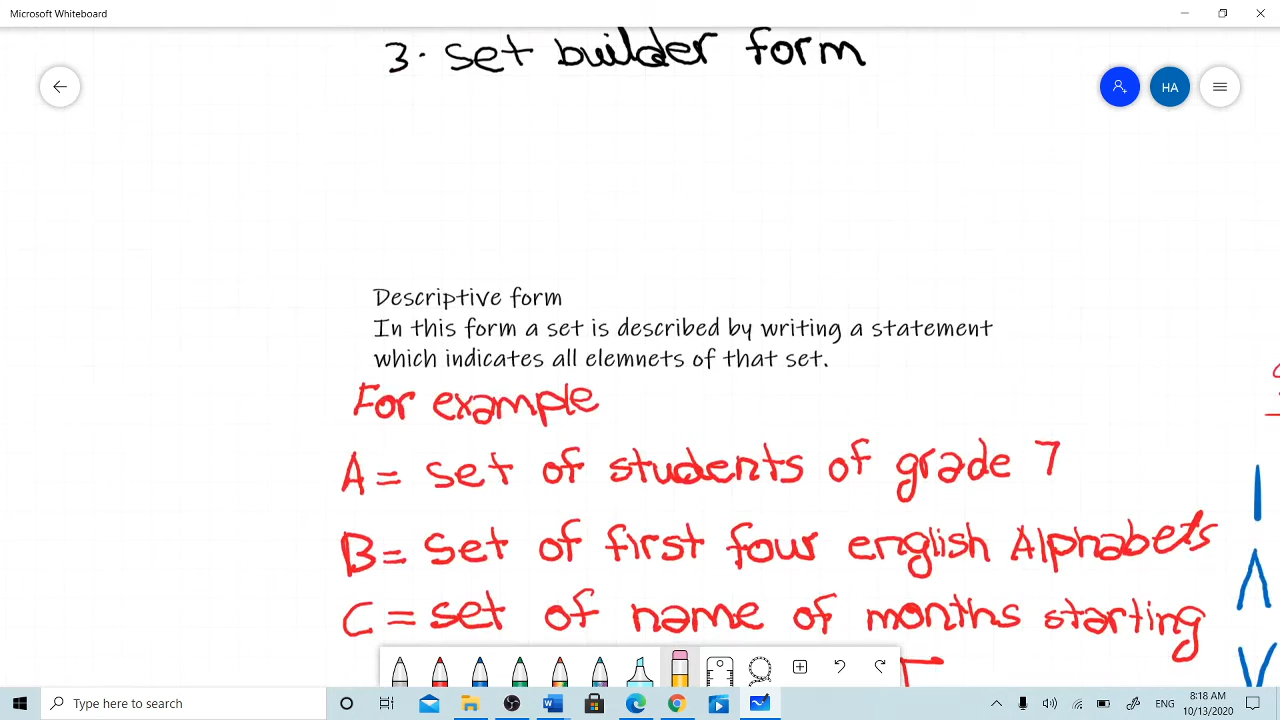 Microsoft Whiteboard
3. set builder form
HA
Descriptive form
In this form a set is described by writing a statement
which indicates all elemnets of that set.
For example
A = set of students of grade 7
B = set of first four english Alphabets
C = set of name of months starting
Type here to search
ENG
8:18 AM
10/13/2020